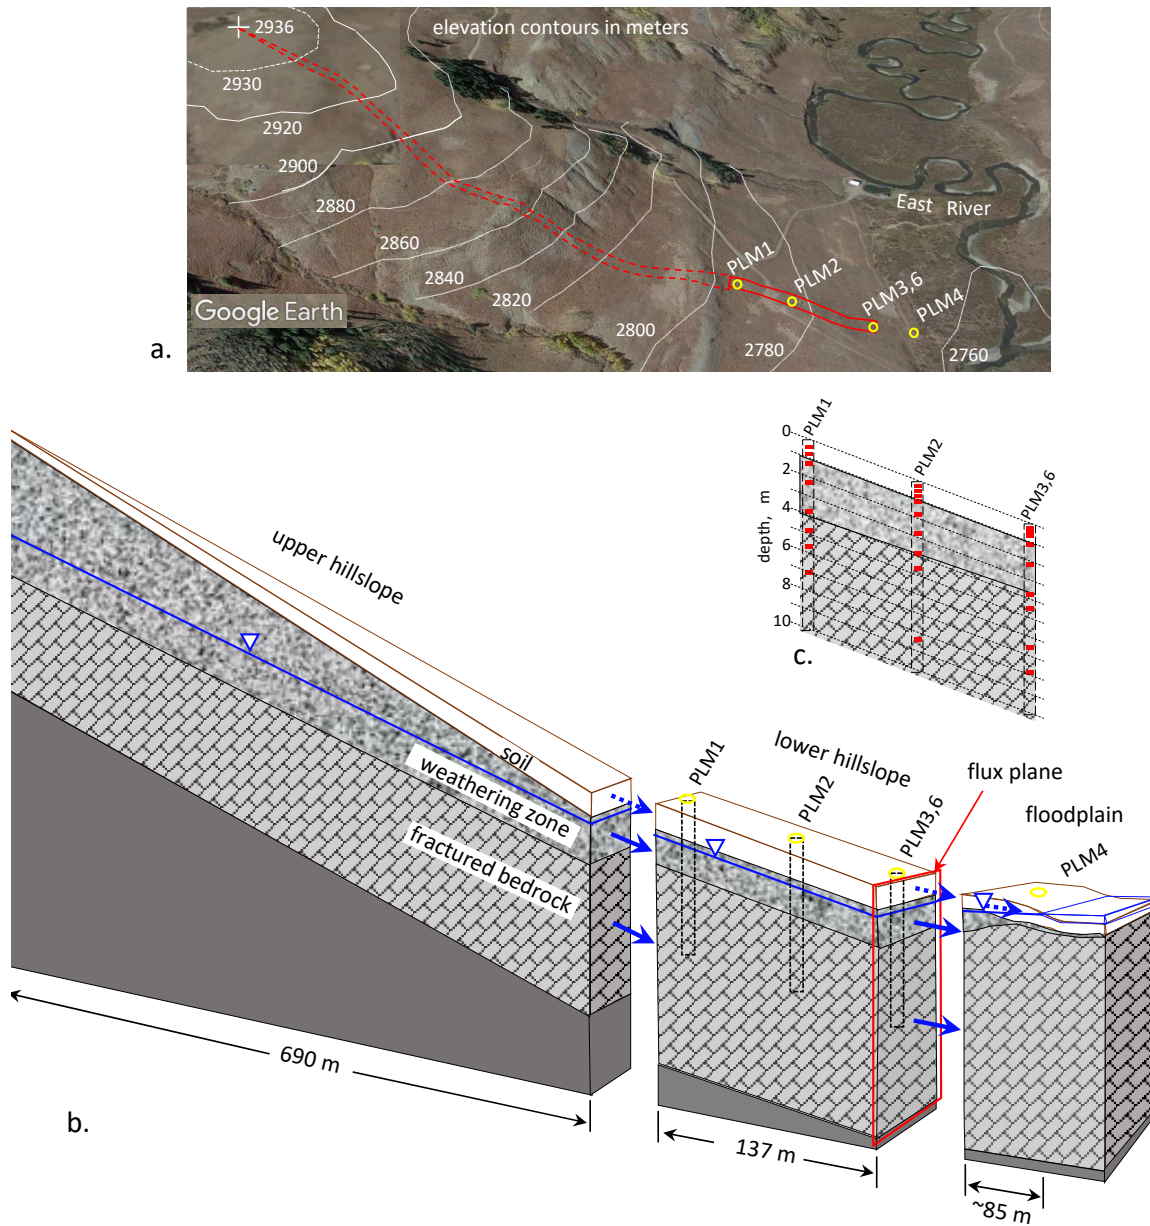 2936
elevation contours in meters
2930
2920
2900
2880
2860
2840
2820
2800
2780
2760
East River
PLM1
PLM2
PLM3,6
PLM4
Google Earth
a.
PLM1
PLM2
PLM3,6
0
2
4
6
8
10
depth, m
c.
upper hillslope
soil
weathering zone
fractured bedrock
lower hillslope
flux plane
floodplain
PLM1
PLM2
PLM3,6
PLM4
690 m
137 m
~85 m
b.